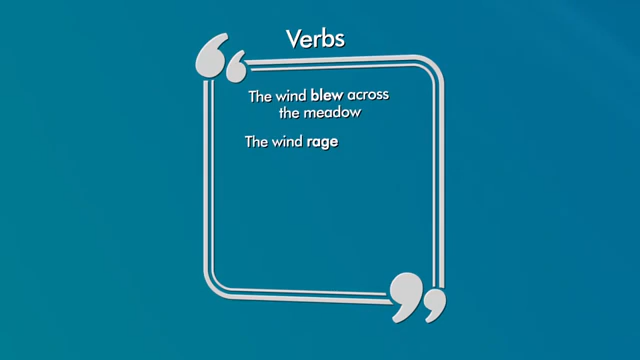 Verbs
The wind blew across
the meadow
The wind rage